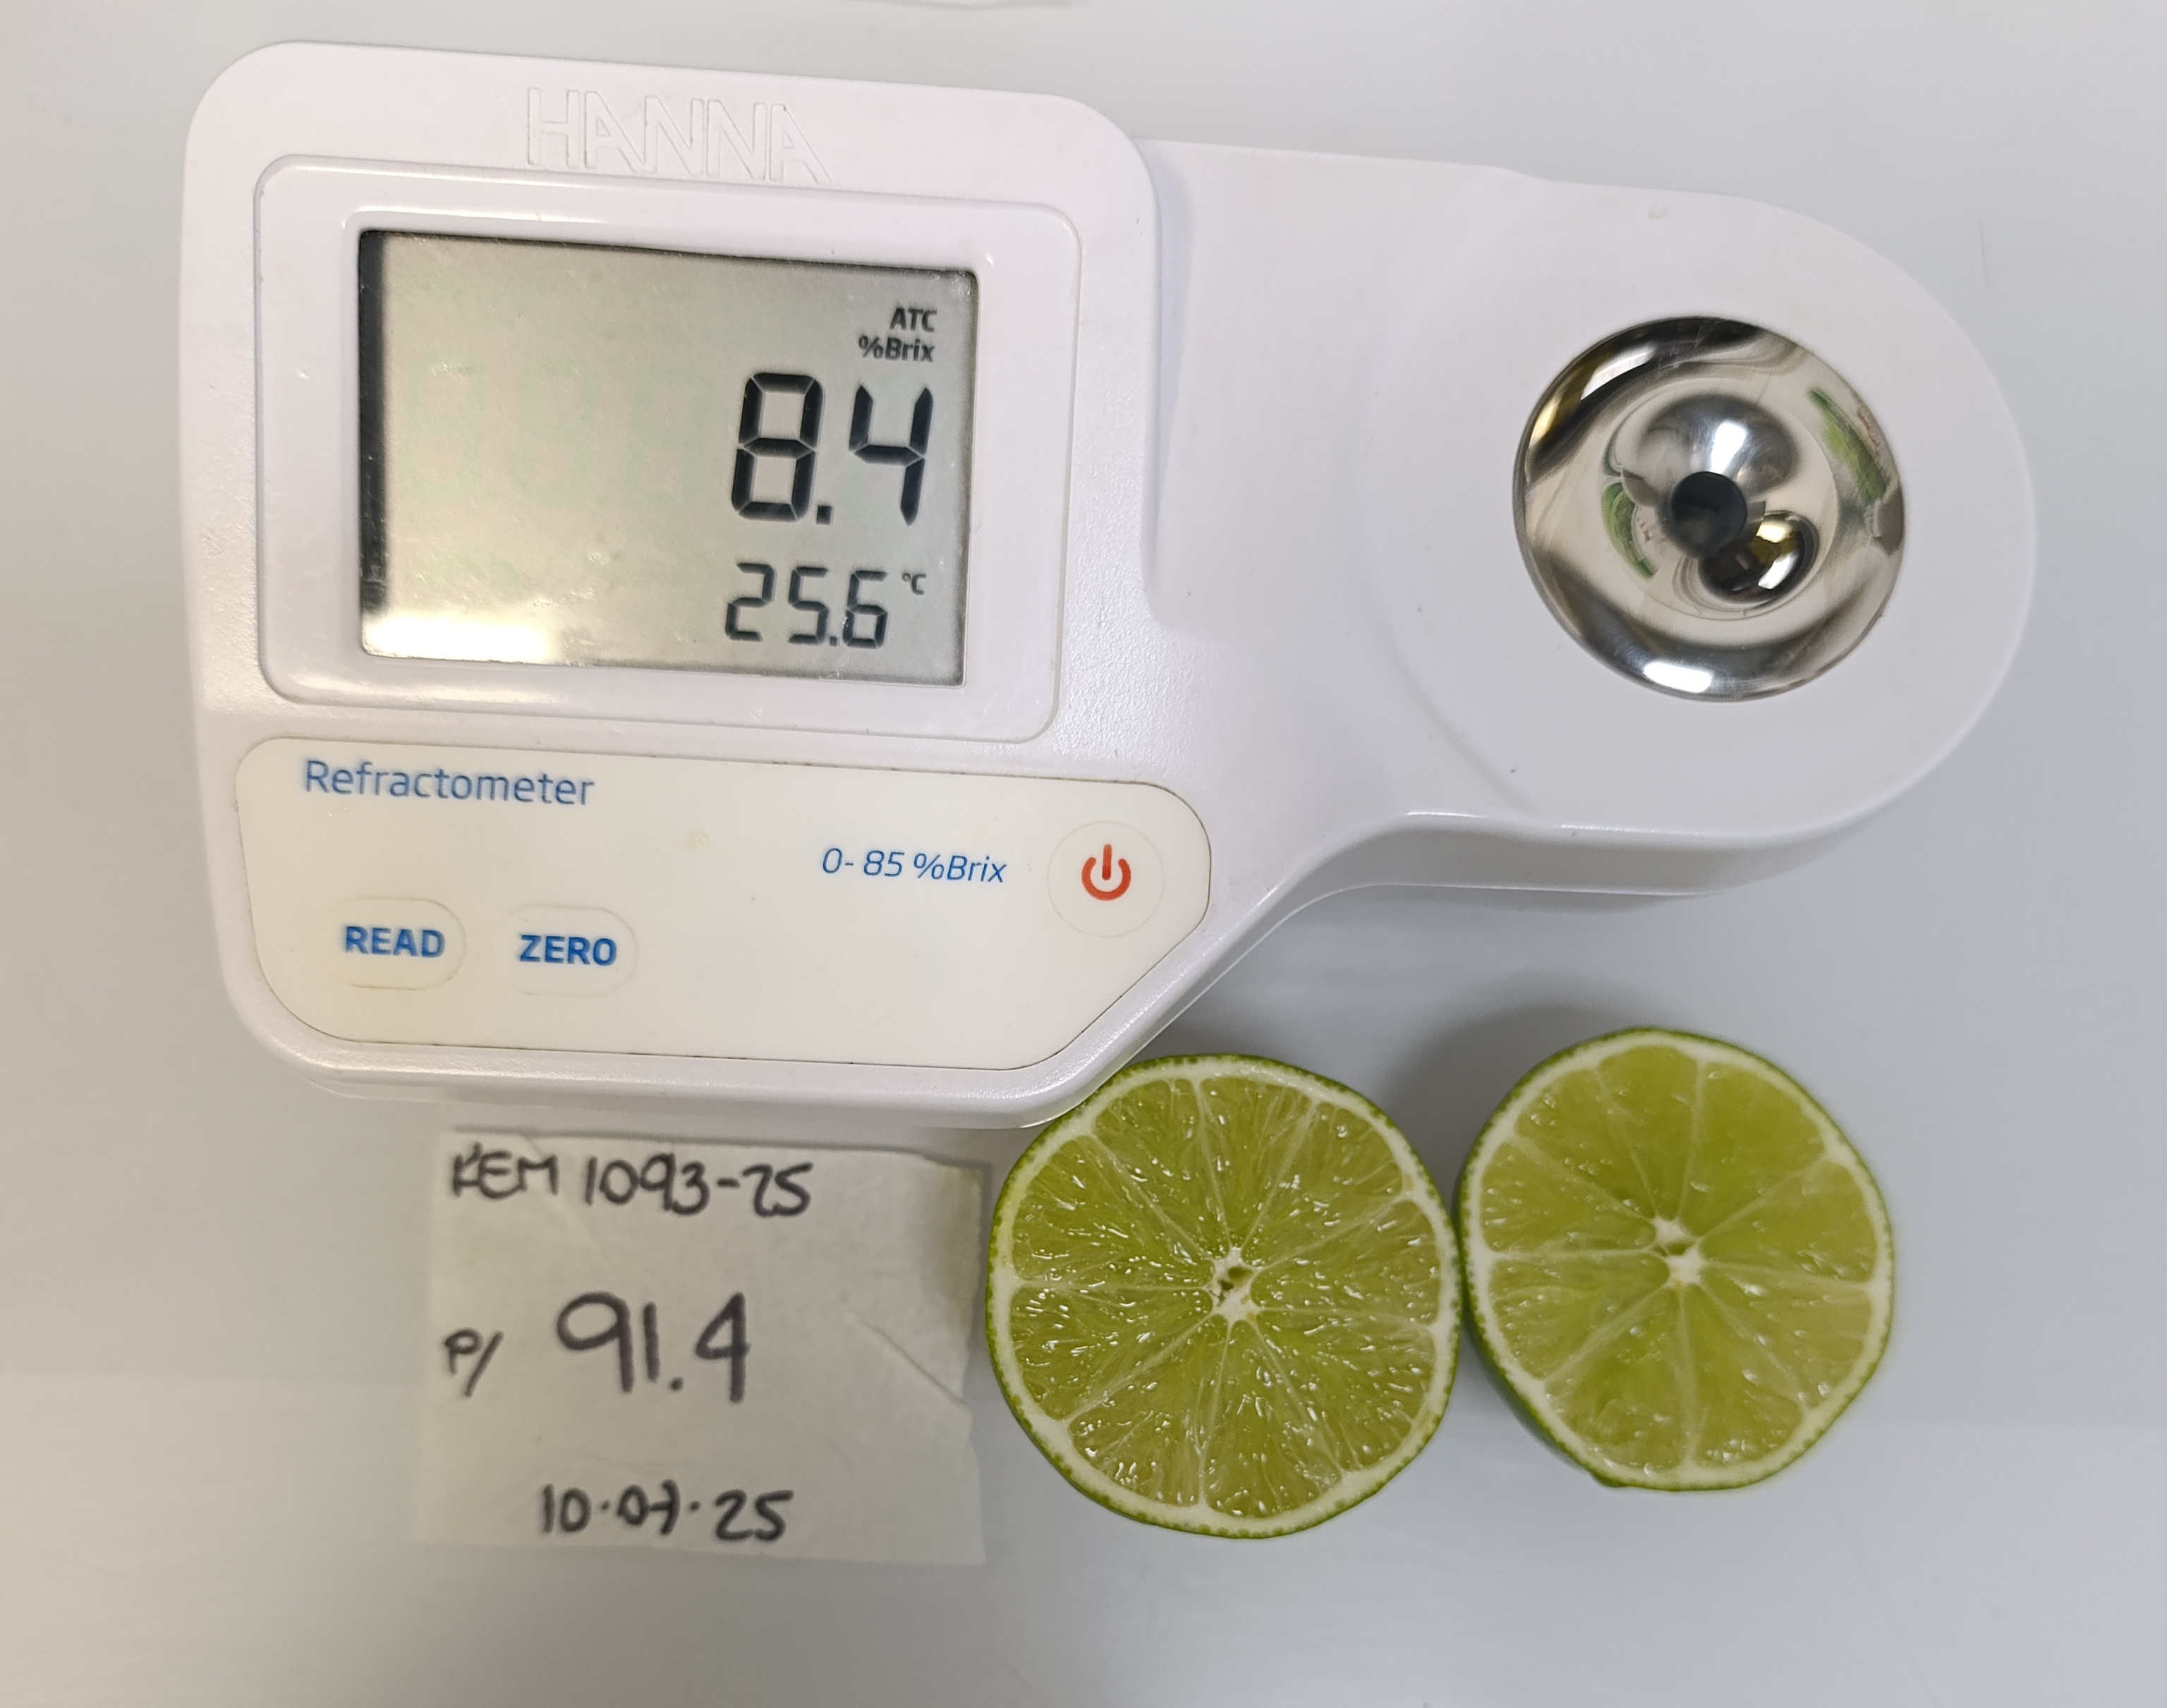 HANNA
ATC
%Brix
8.4
25.6 °C
Refractometer
0-85 %Brix
READ
ZERO
KEM 1093-25
P/ 91.4
10.07.25